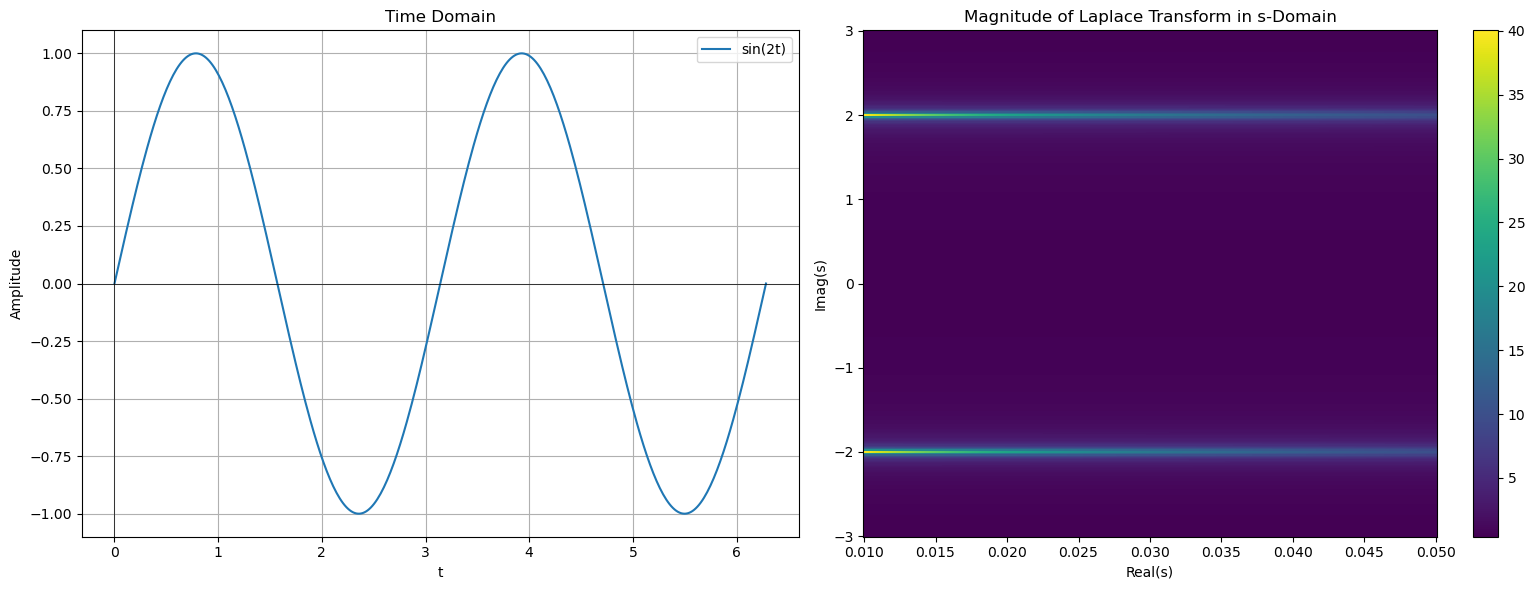 Time Domain
sin(2t)
1.00
0.75
0.50
0.25
0.00
−0.25
−0.50
−0.75
−1.00
Amplitude
0 1 2 3 4 5 6
t
Magnitude of Laplace Transform in s-Domain
3
2
1
0
−1
−2
−3
Imag(s)
0.010 0.015 0.020 0.025 0.030 0.035 0.040 0.045 0.050
Real(s)
40
35
30
25
20
15
10
5